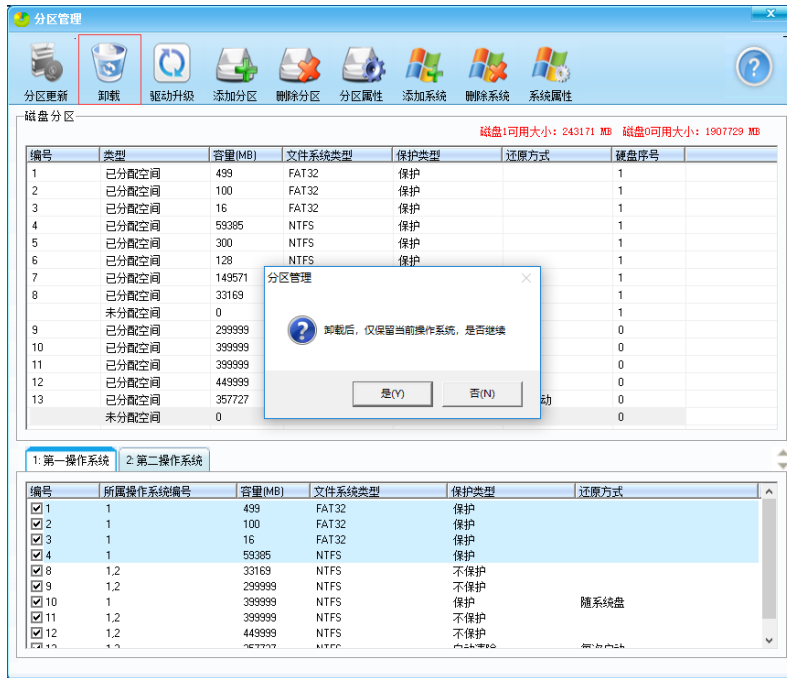 分区管理
分区更新 卸载 驱动升级 添加分区 删除分区 分区属性 添加系统 删除系统 系统属性
磁盘分区
磁盘1可用大小: 243171 MB 磁盘0可用大小: 1907729 MB
编号 类型 容量(MB) 文件系统类型 保护类型 还原方式 硬盘序号
1 已分配空间 499 FAT32 保护 1
2 已分配空间 100 FAT32 保护 1
3 已分配空间 16 FAT32 保护 1
4 已分配空间 59385 NTFS 保护 1
5 已分配空间 300 NTFS 保护 1
6 已分配空间 128 NTFS 保护 1
7 已分配空间 149571 1
8 已分配空间 33169 1
未分配空间 0 1
9 已分配空间 299999 0
10 已分配空间 399999 0
11 已分配空间 399999 0
12 已分配空间 449999 0
13 已分配空间 357727 动 0
未分配空间 0 0
分区管理
卸载后，仅保留当前操作系统，是否继续
是(Y) 否(N)
1:第一操作系统 2:第二操作系统
编号 所属操作系统编号 容量(MB) 文件系统类型 保护类型 还原方式
1 1 499 FAT32 保护
2 1 100 FAT32 保护
3 1 16 FAT32 保护
4 1 59385 NTFS 保护
8 1,2 33169 NTFS 不保护
9 1,2 299999 NTFS 不保护
10 1 399999 NTFS 保护 随系统盘
11 1,2 399999 NTFS 不保护
12 1,2 449999 NTFS 不保护
13 1,2 357727 NTFS 自动清除 每次启动